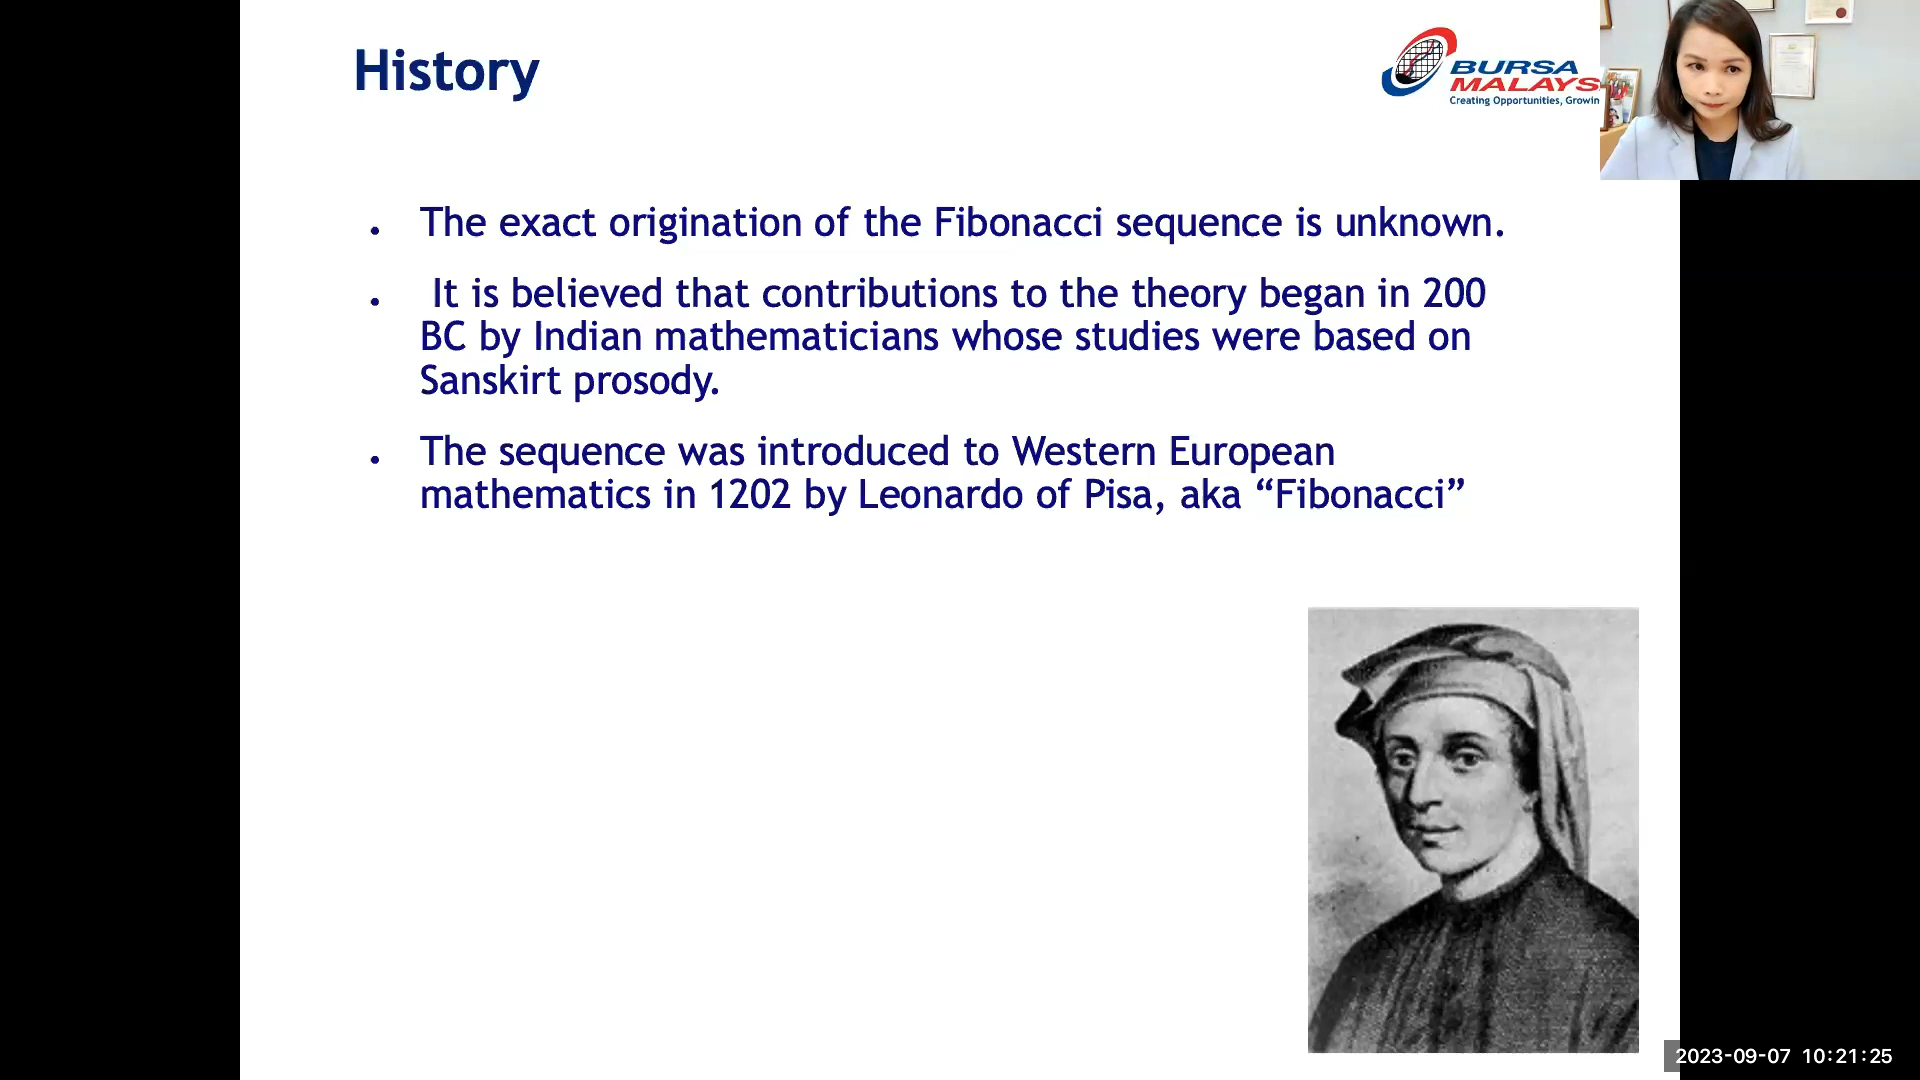 History
BURSA
MALAYS
Creating Opportunities, Growin
The exact origination of the Fibonacci sequence is unknown.
It is believed that contributions to the theory began in 200
BC by Indian mathematicians whose studies were based on
Sanskirt prosody.
The sequence was introduced to Western European
mathematics in 1202 by Leonardo of Pisa, aka “Fibonacci”
2023-09-07 10:21:25